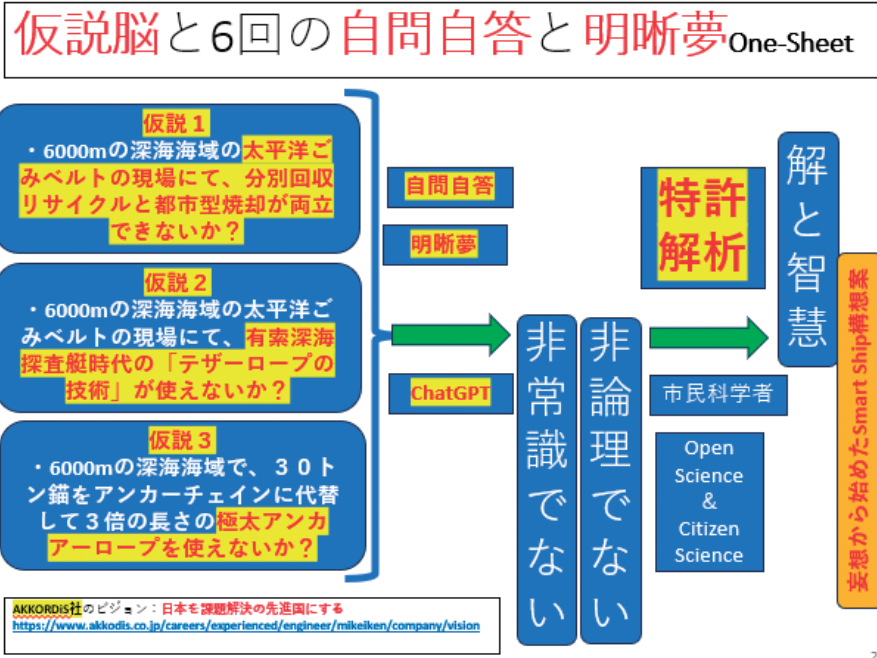 仮説脳と6回の自問自答と明晰夢One-Sheet
仮説1
・6000mの深海海域の太平洋ご
みベルトの現場にて、分別回収
リサイクルと都市型焼却が両立
できないか？
仮説2
・6000mの深海海域の太平洋ご
みベルトの現場にて、有索深海
探査艇時代の「テザーロープの
技術」が使えないか？
仮説3
・6000mの深海海域で、３０ト
ン錨をアンカーチェインに代替
して３倍の長さの極太アンカ
アーロープを使えないか？
自問自答
明晰夢
ChatGPT
非常識でない
非論理でない
特許
解析
市民科学者
Open
Science
&
Citizen
Science
解と智慧
妄想から始めたSmart Ship構想案
AKKORDiS社のビジョン：日本を課題解決の先進国にする
https://www.akkodis.co.jp/careers/experienced/engineer/mikeiken/company/vision